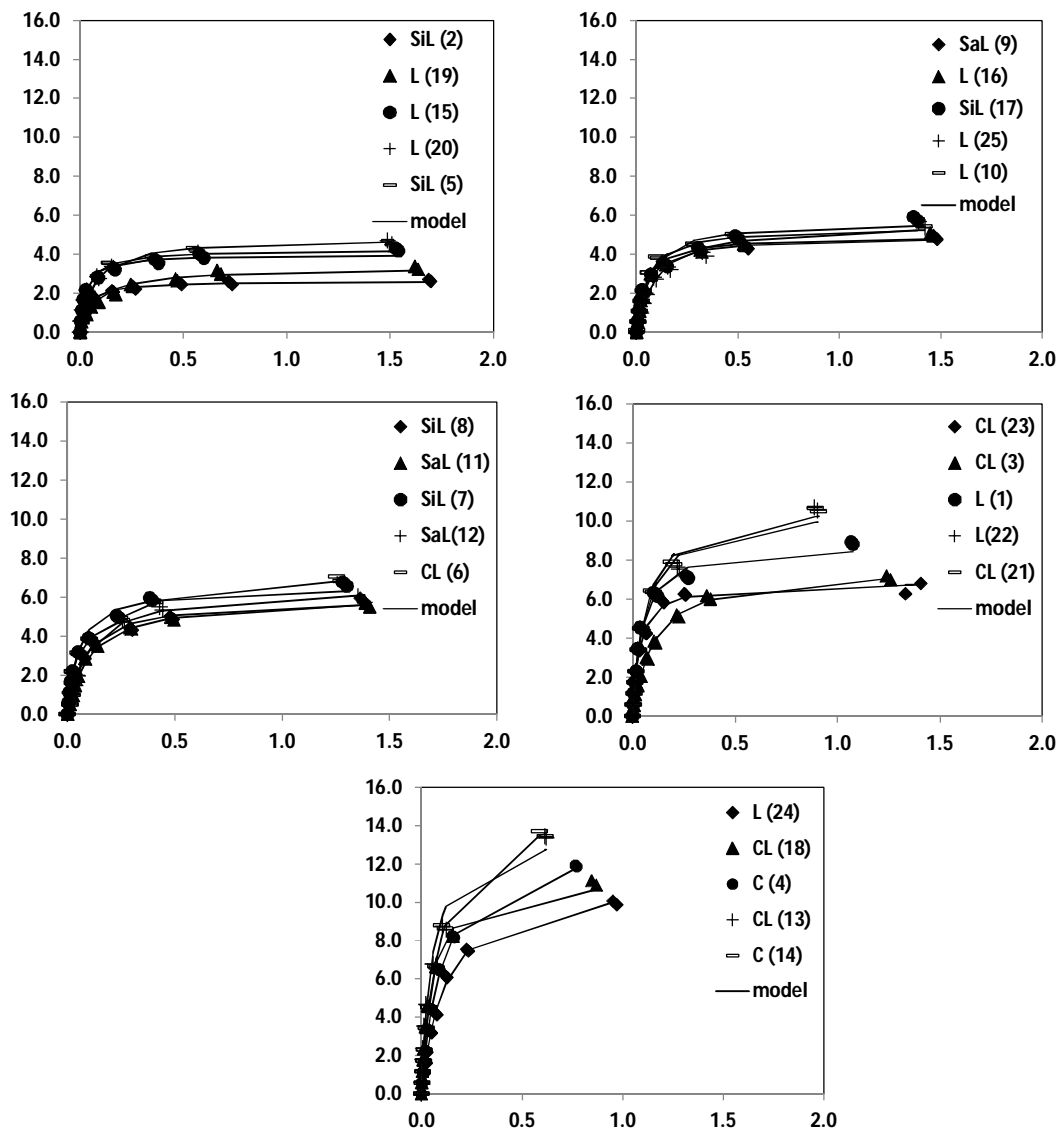 16.0
14.0
12.0
10.0
8.0
6.0
4.0
2.0
0.0
0.0 0.5 1.0 1.5 2.0
SiL (2)
L (19)
L (15)
L (20)
SiL (5)
model
16.0
14.0
12.0
10.0
8.0
6.0
4.0
2.0
0.0
0.0 0.5 1.0 1.5 2.0
SaL (9)
L (16)
SiL (17)
L (25)
L (10)
model
16.0
14.0
12.0
10.0
8.0
6.0
4.0
2.0
0.0
0.0 0.5 1.0 1.5 2.0
SiL (8)
SaL (11)
SiL (7)
SaL(12)
CL (6)
model
16.0
14.0
12.0
10.0
8.0
6.0
4.0
2.0
0.0
0.0 0.5 1.0 1.5 2.0
CL (23)
CL (3)
L (1)
L(22)
CL (21)
model
16.0
14.0
12.0
10.0
8.0
6.0
4.0
2.0
0.0
0.0 0.5 1.0 1.5 2.0
L (24)
CL (18)
C (4)
CL (13)
C (14)
model